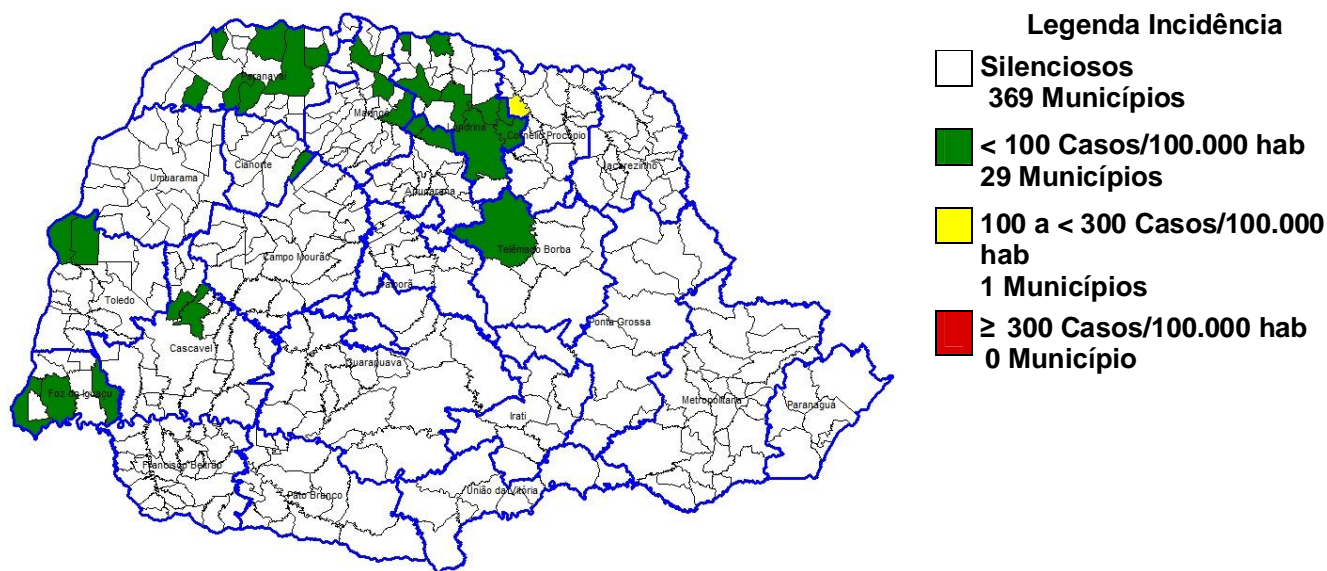 Legenda Incidência
Silenciosos
369 Municípios
< 100 Casos/100.000 hab
29 Municípios
100 a < 300 Casos/100.000
hab
1 Municípios
≥ 300 Casos/100.000 hab
0 Município
Paranavaí
Maringá
Londrina
Cornélio Procópio
Jacarezinho
Cianorte
Umuarama
Apucarana
Telêmaco Borba
Campo Mourão
Toledo
Ponta Grossa
Cascavel
Guarapuava
Foz do Iguaçu
Metropolitana
Paranaguá
Irati
Francisco Beltrão
Pato Branco
União da Vitória